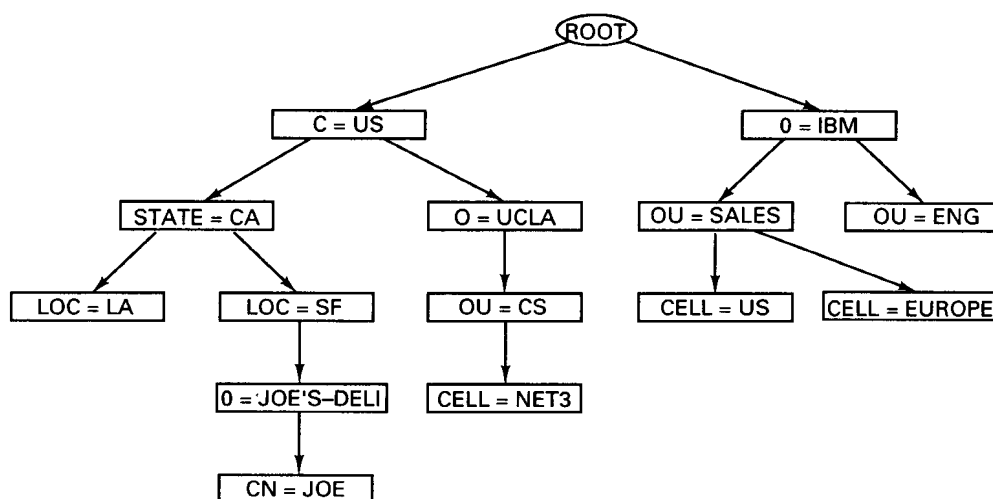 ROOT
C = US
0 = IBM
STATE = CA
O = UCLA
OU = SALES
OU = ENG
LOC = LA
LOC = SF
OU = CS
CELL = US
CELL = EUROPE
0 = JOE'S–DELI
CELL = NET3
CN = JOE